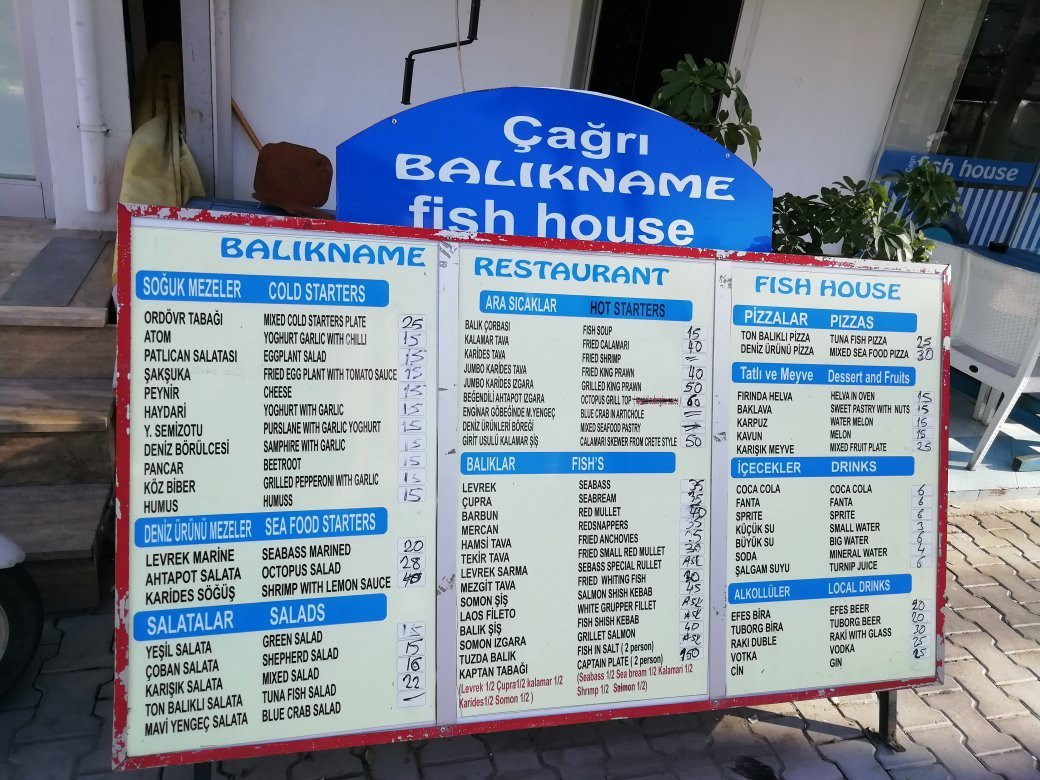 Çağrı
BALIKNAME
fish house
fish house
BALIKNAME
SOĞUK MEZELER COLD STARTERS
ORDÖVR TABAĞI MIXED COLD STARTERS PLATE 25
ATOM YOGHURT GARLIC WITH CHILLI 15
PATLICAN SALATASI EGGPLANT SALAD 15
ŞAKŞUKA FRIED EGG PLANT WITH TOMATO SAUCE 15
PEYNİR CHEESE 15
HAYDARİ YOGHURT WITH GARLIC 15
Y. SEMİZOTU PURSLANE WITH GARLIC YOGHURT 15
DENİZ BÖRÜLCESİ SAMPHIRE WITH GARLIC 15
PANCAR BEETROOT 15
KÖZ BİBER GRILLED PEPPERONI WITH GARLIC 15
HUMUS HUMUSS 15
DENİZ ÜRÜNÜ MEZELER SEA FOOD STARTERS
LEVREK MARİNE SEABASS MARINED 20
AHTAPOT SALATA OCTOPUS SALAD 28
KARİDES SÖĞÜŞ SHRIMP WITH LEMON SAUCE
SALATALAR SALADS
YEŞİL SALATA GREEN SALAD 15
ÇOBAN SALATA SHEPHERD SALAD 15
KARIŞIK SALATA MIXED SALAD 16
TON BALIKLI SALATA TUNA FISH SALAD 22
MAVİ YENGEÇ SALATA BLUE CRAB SALAD
RESTAURANT
ARA SICAKLAR HOT STARTERS
BALIK ÇORBASI FISH SOUP 15
KALAMAR TAVA FRIED CALAMARI 40
KARİDES TAVA FRIED SHRIMP
JUMBO KARİDES TAVA FRIED KING PRAWN 40
JUMBO KARİDES IZGARA GRILLED KING PRAWN 50
BEĞENDİLİ AHTAPOT IZGARA OCTOPUS GRILL TOP 60
ENGINAR GÖBEĞİNDE M.YENGEÇ BLUE CRAB IN ARTICHOLE
DENİZ ÜRÜNLERİ BÖREĞİ MIXED SEAFOOD PASTRY
GİRİT USULÜ KALAMAR ŞİŞ CALAMARI SKEWER FROM CRETE STYLE 50
BALIKLAR FISH'S
LEVREK SEABASS 35
ÇUPRA SEABREAM
BARBUN RED MULLET
MERCAN REDSNAPPERS
HAMSİ TAVA FRIED ANCHOVIES
TEKİR TAVA FRIED SMALL RED MULLET
LEVREK SARMA SEBASS SPECIAL RULLET
MEZGİT TAVA FRIED WHITING FISH 30
SOMON ŞİŞ SALMON SHISH KEBAB 45
LAOS FİLETO WHITE GRUPPER FILLET
BALIK ŞİŞ FISH SHISH KEBAB
SOMON IZGARA GRILLET SALMON 40
TUZDA BALIK FISH IN SALT ( 2 person)
KAPTAN TABAĞI CAPTAIN PLATE ( 2 person) 150
(Levrek 1/2 Çupra1/2 kalamar 1/2 (Seabass 1/2 Sea bream 1/2 Kalamari 1/2
Karides1/2 Somon 1/2 ) Shrimp 1/2 Salmon 1/2)
FISH HOUSE
PİZZALAR PIZZAS
TON BALIKLI PİZZA TUNA FISH PIZZA 25
DENİZ ÜRÜNÜ PİZZA MIXED SEA FOOD PIZZA 30
Tatlı ve Meyve Dessert and Fruits
FIRINDA HELVA HELVA IN OVEN 15
BAKLAVA SWEET PASTRY WITH NUTS 15
KARPUZ WATER MELON 15
KAVUN MELON 15
KARIŞIK MEYVE MIXED FRUIT PLATE 25
İÇECEKLER DRINKS
COCA COLA COCA COLA 6
FANTA FANTA 6
SPRITE SPRITE 6
KÜÇÜK SU SMALL WATER 3
BÜYÜK SU BIG WATER 6
SODA MINERAL WATER 4
ŞALGAM SUYU TURNIP JUICE 6
ALKOLLÜLER LOCAL DRINKS
EFES BİRA EFES BEER 20
TUBORG BİRA TUBORG BEER 20
RAKI DUBLE RAKİ WITH GLASS 30
VOTKA VODKA 25
CİN GIN 25